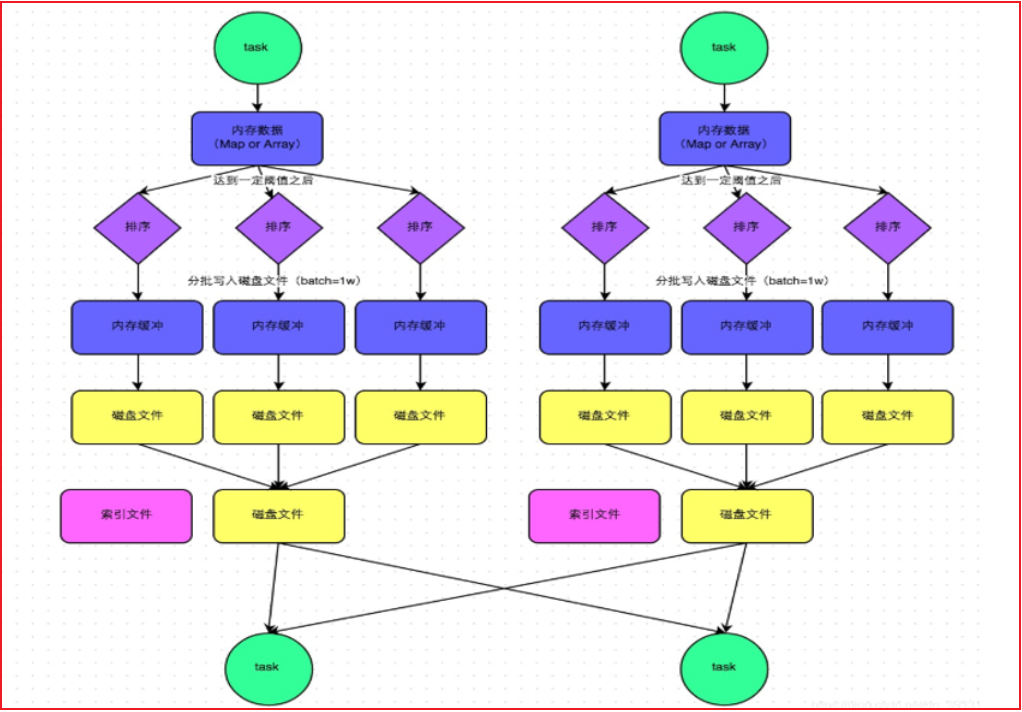 task
task
内存数据
(Map or Array)
内存数据
(Map or Array)
达到一定阈值之后
达到一定阈值之后
排序
排序
排序
排序
排序
排序
分批写入磁盘文件（batch=1w）
分批写入磁盘文件（batch=1w）
内存缓冲
内存缓冲
内存缓冲
内存缓冲
内存缓冲
内存缓冲
磁盘文件
磁盘文件
磁盘文件
磁盘文件
磁盘文件
磁盘文件
索引文件
磁盘文件
索引文件
磁盘文件
task
task